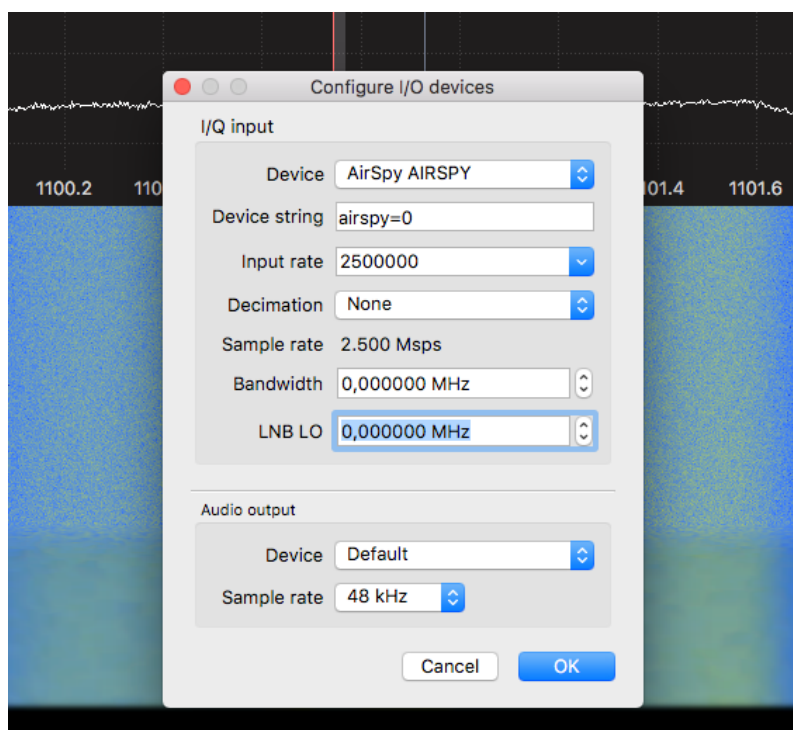 Configure I/O devices
I/Q input
Device AirSpy AIRSPY
1100.2 110 01.4 1101.6
Device string airspy=0
Input rate 2500000
Decimation None
Sample rate 2.500 Msps
Bandwidth 0,000000 MHz
LNB LO 0,000000 MHz
Audio output
Device Default
Sample rate 48 kHz
Cancel OK